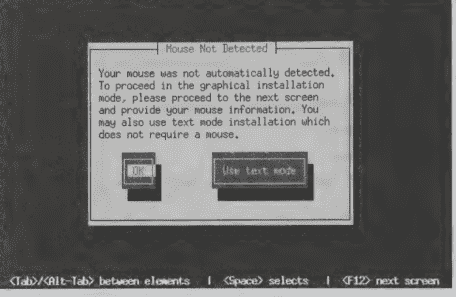 Mouse Not Detected
Your mouse was not automatically detected.
To proceed in the graphical installation
mode, please proceed to the next screen
and provide your mouse information. You
may also use text mode installation which
does not require a mouse.
OK Use text mode
<Tab>/<Alt-Tab> between elements | <Space> selects | <F12> next screen